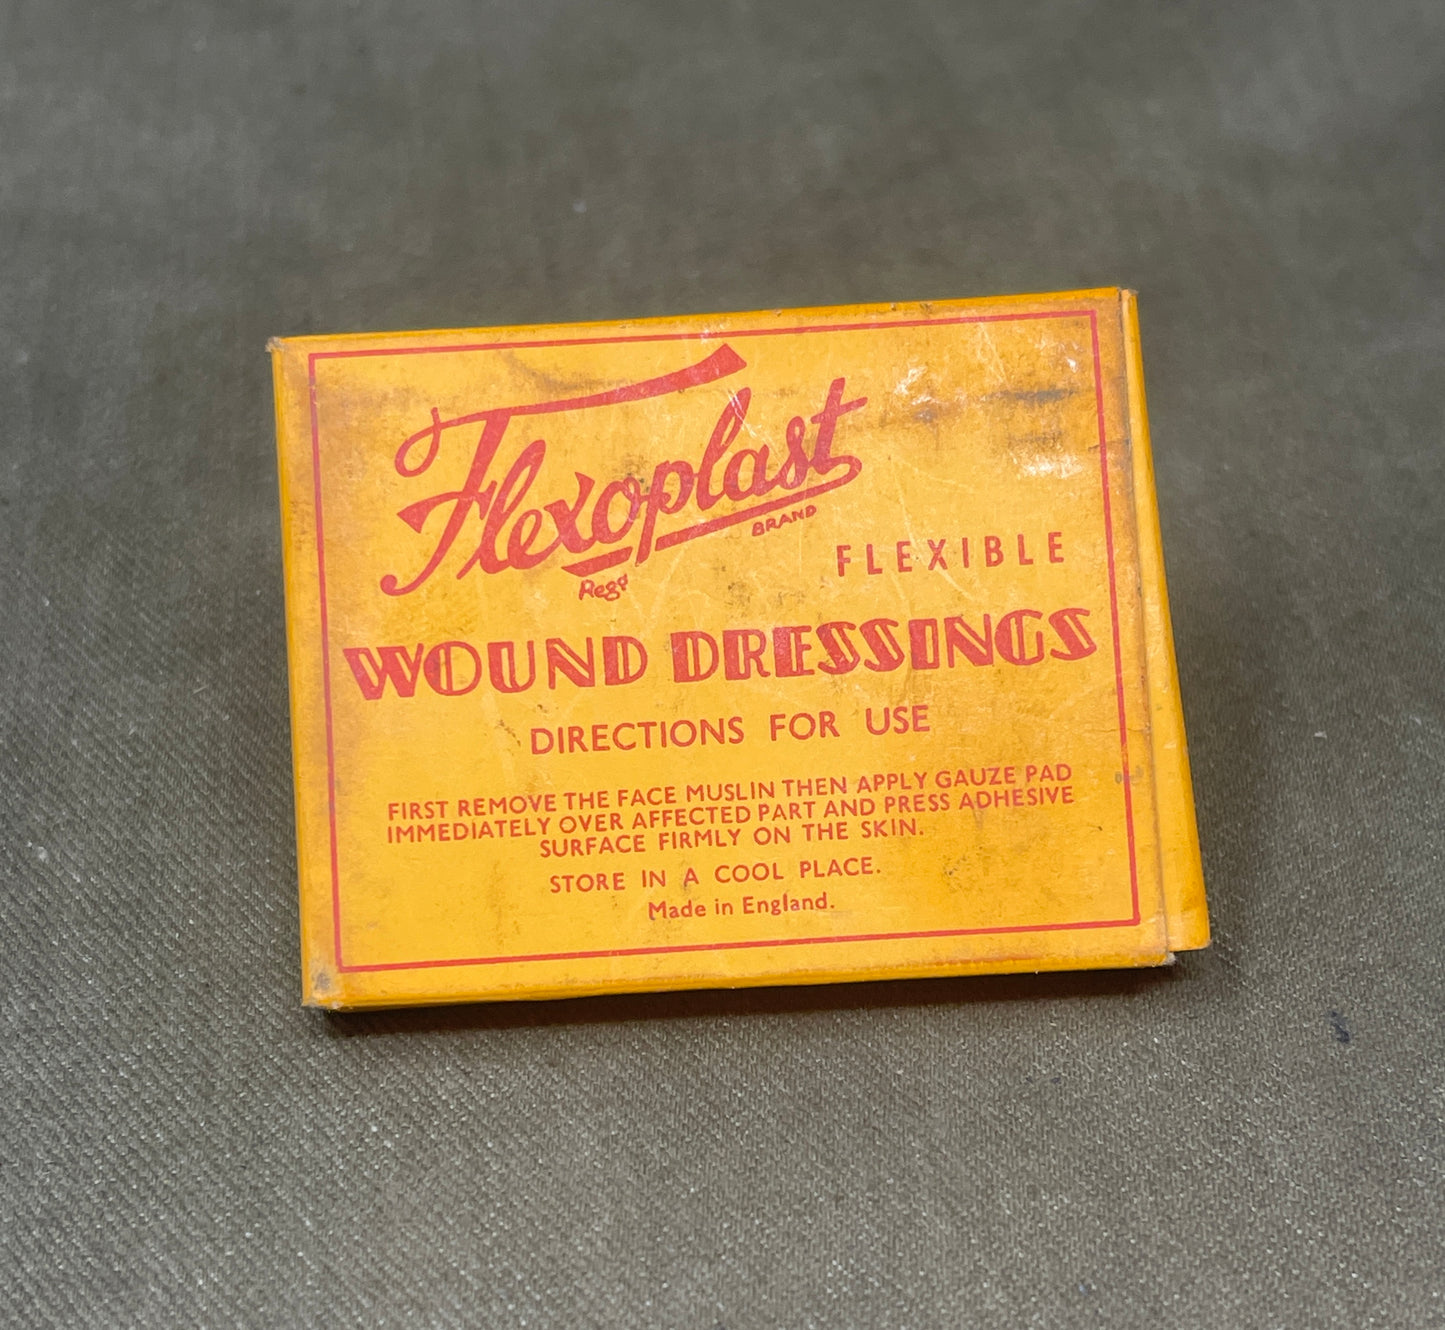 Flexoplast
Regd BRAND
FLEXIBLE
WOUND DRESSINGS
DIRECTIONS FOR USE
FIRST REMOVE THE FACE MUSLIN THEN APPLY GAUZE PAD
IMMEDIATELY OVER AFFECTED PART AND PRESS ADHESIVE
SURFACE FIRMLY ON THE SKIN.
STORE IN A COOL PLACE.
Made in England.